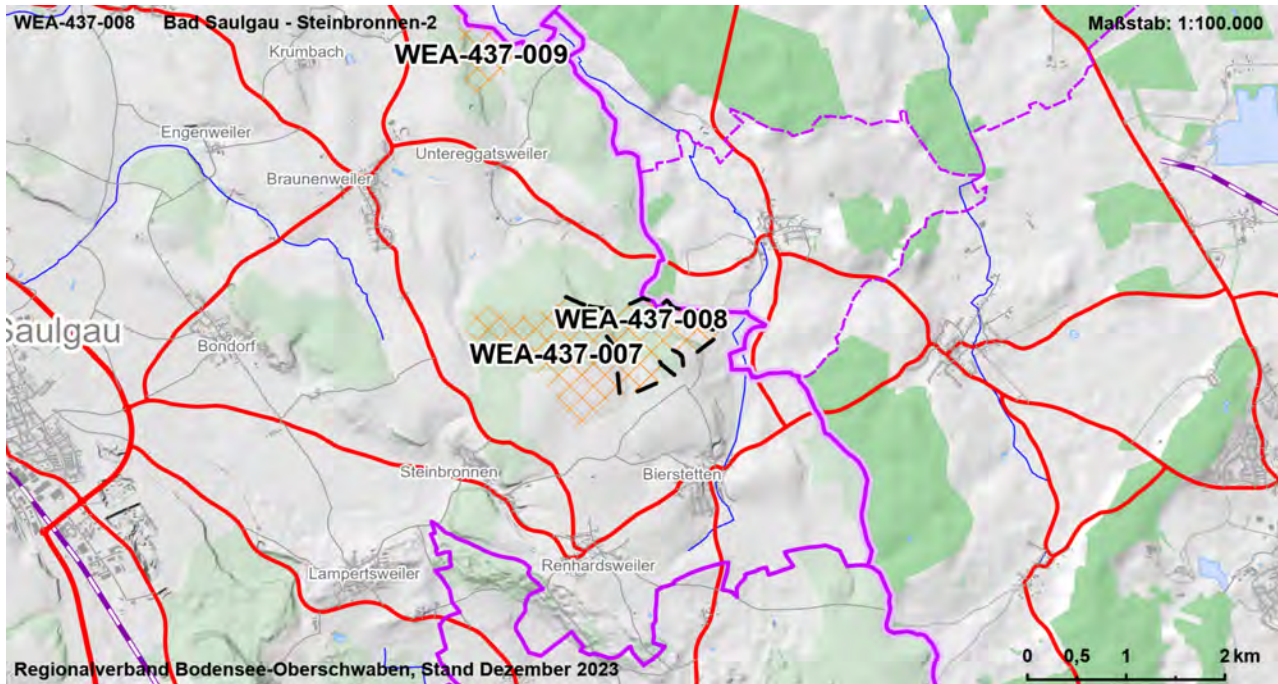 WEA-437-008 Bad Saulgau - Steinbronnen-2
Maßstab: 1:100.000
Krumbach
WEA-437-009
Engenweiler
Untereggatsweiler
Braunenweiler
Saulgau
Bondorf
WEA-437-008
WEA-437-007
Steinbronnen
Bierstetten
Lampertsweiler
Renhardsweiler
Regionalverband Bodensee-Oberschwaben, Stand Dezember 2023
0 0,5 1 2 km